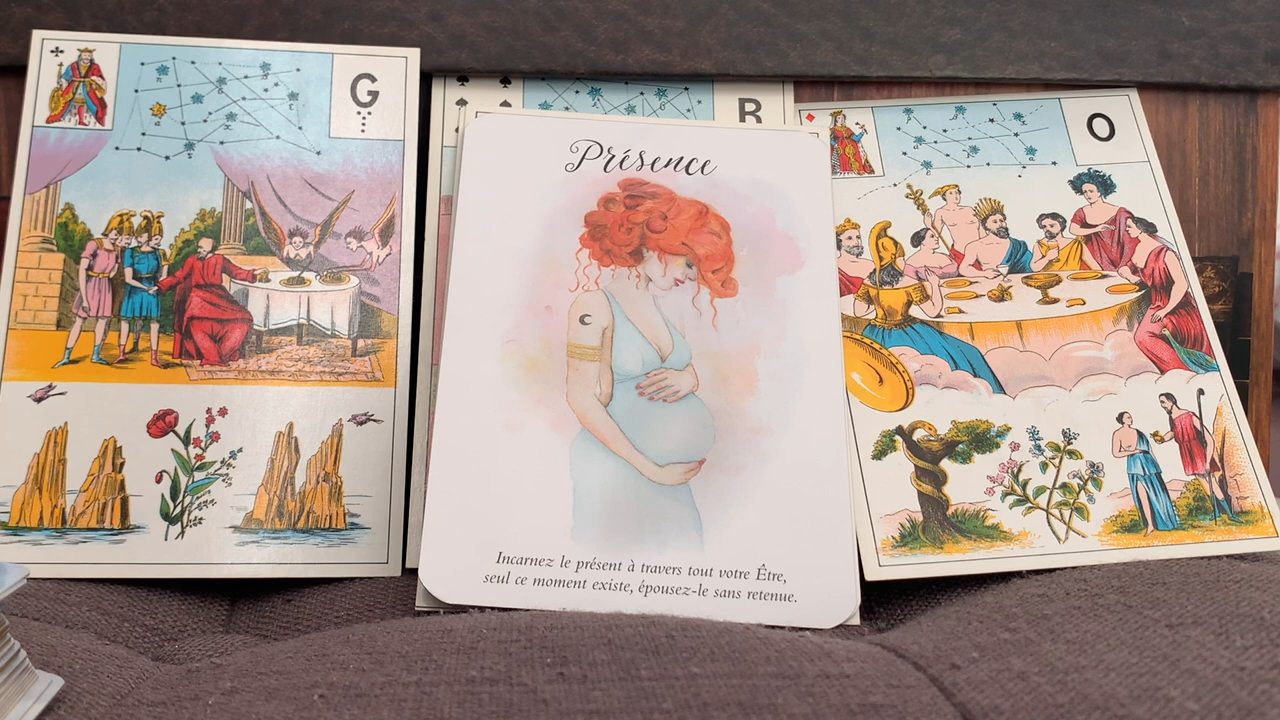 G
R
O
Présence
Incarnez le présent à travers tout votre Être,
seul ce moment existe, épousez-le sans retenue.